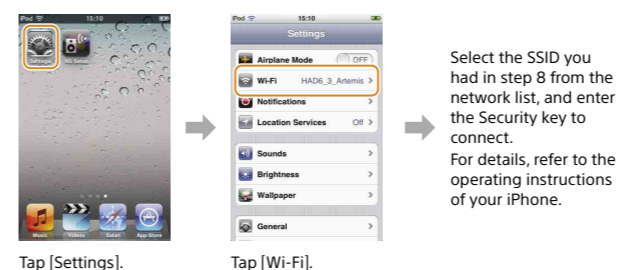 iPod
15:10
Settings
NS Setup
Music
Videos
Safari
App Store
Tap [Settings].
iPod
15:10
Settings
Airplane Mode
OFF
Wi-Fi
HAD6_3_Artemis
Notifications
Location Services
Off
Sounds
Brightness
Wallpaper
General
Tap [Wi-Fi].
Select the SSID you
had in step 8 from the
network list, and enter
the Security key to
connect.
For details, refer to the
operating instructions
of your iPhone.